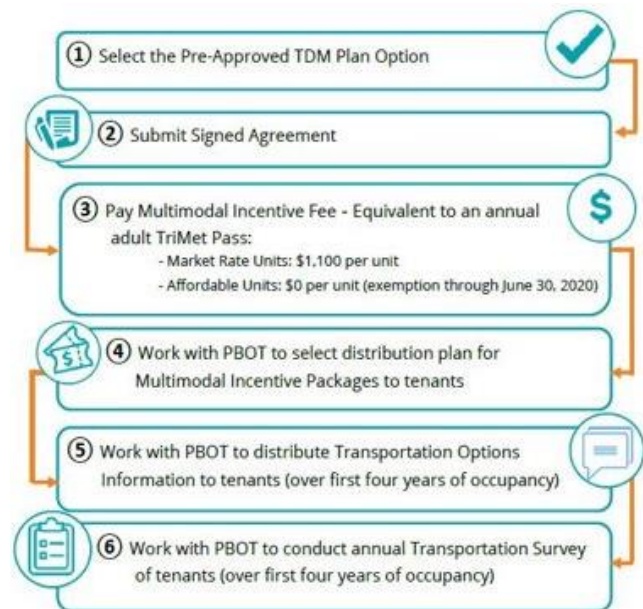 ① Select the Pre-Approved TDM Plan Option
② Submit Signed Agreement
③ Pay Multimodal Incentive Fee - Equivalent to an annual
adult TriMet Pass:
- Market Rate Units: $1,100 per unit
- Affordable Units: $0 per unit (exemption through June 30, 2020)
$
④ Work with PBOT to select distribution plan for
Multimodal Incentive Packages to tenants
$
⑤ Work with PBOT to distribute Transportation Options
Information to tenants (over first four years of occupancy)
⑥ Work with PBOT to conduct annual Transportation Survey
of tenants (over first four years of occupancy)